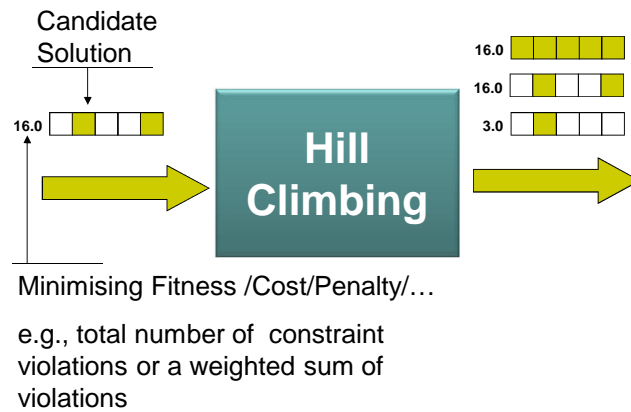 Candidate
Solution
16.0
Hill
Climbing
16.0
16.0
3.0
Minimising Fitness /Cost/Penalty/…
e.g., total number of constraint
violations or a weighted sum of
violations